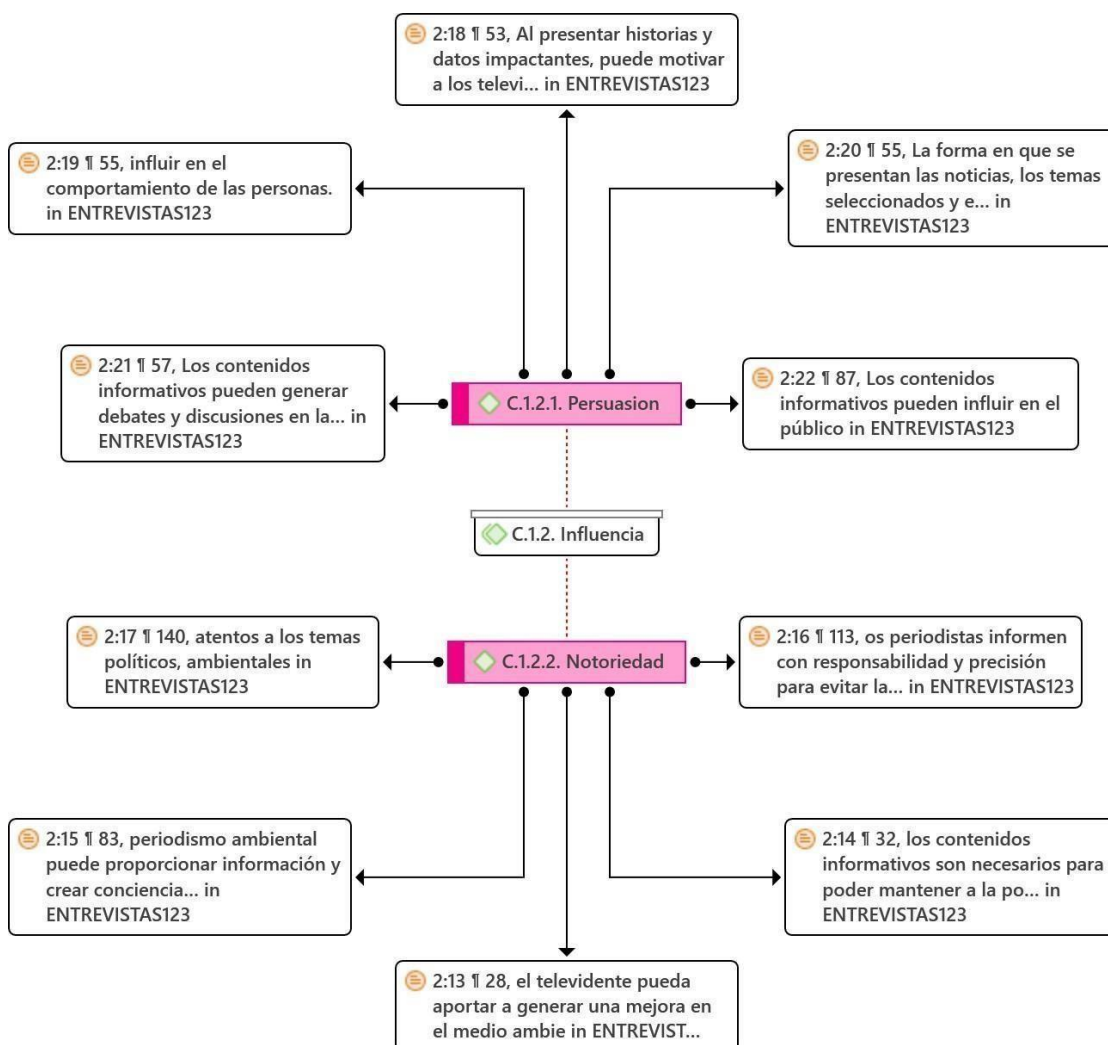 2:18 ¶ 53, Al presentar historias y
datos impactantes, puede motivar
a los televi... in ENTREVISTAS123
2:19 ¶ 55, influir en el
comportamiento de las personas.
in ENTREVISTAS123
2:20 ¶ 55, La forma en que se
presentan las noticias, los temas
seleccionados y e... in
ENTREVISTAS123
2:21 ¶ 57, Los contenidos
informativos pueden generar
debates y discusiones en la... in
ENTREVISTAS123
C.1.2.1. Persuasion
2:22 ¶ 87, Los contenidos
informativos pueden influir en el
público in ENTREVISTAS123
C.1.2. Influencia
2:17 ¶ 140, atentos a los temas
políticos, ambientales in
ENTREVISTAS123
C.1.2.2. Notoriedad
2:16 ¶ 113, os periodistas informen
con responsabilidad y precisión
para evitar la... in ENTREVISTAS123
2:15 ¶ 83, periodismo ambiental
puede proporcionar información y
crear conciencia... in
ENTREVISTAS123
2:14 ¶ 32, los contenidos
informativos son necesarios para
poder mantener a la po... in
ENTREVISTAS123
2:13 ¶ 28, el televidente pueda
aportar a generar una mejora en
el medio ambie in ENTREVIST...